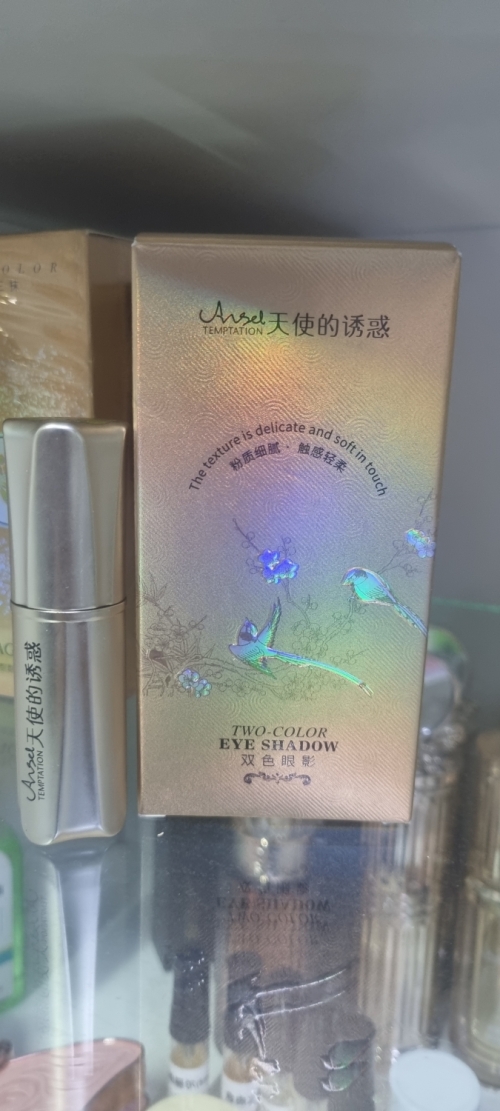 OLOR
Angel
TEMPTATION
天使的诱惑
The texture is delicate and soft in touch
粉质细腻 · 触感轻柔
TWO-COLOR
EYE SHADOW
双色眼影
Angel
TEMPTATION
天使的诱惑